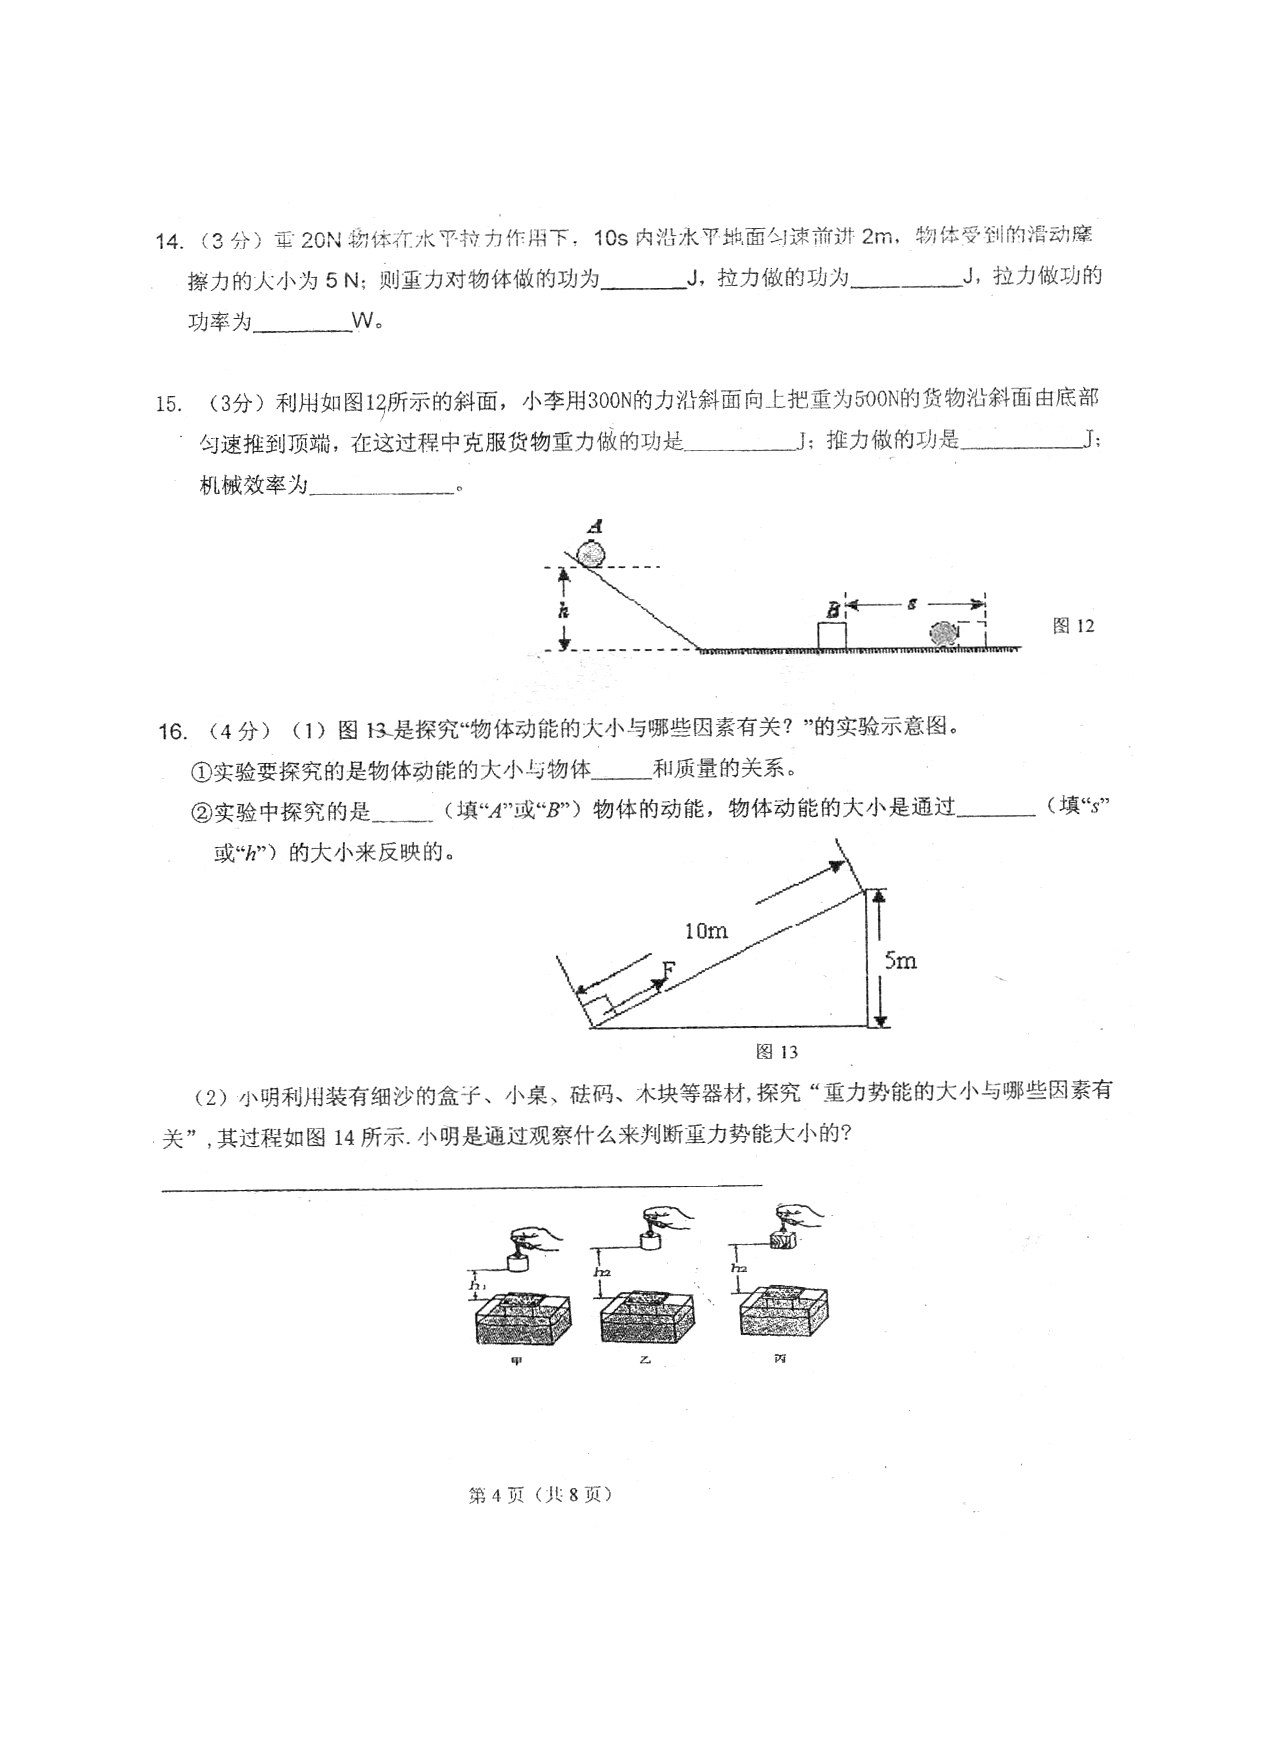 14.（3 分）重 20N 物体在水平拉力作用下，10s 内沿水平地面匀速前进 2m，物体受到的滑动摩
擦力的大小为 5 N；则重力对物体做的功为_______J，拉力做的功为_________J，拉力做功的
功率为________W。
15. （3分）利用如图12所示的斜面，小李用300N的力沿斜面向上把重为500N的货物沿斜面由底部
匀速推到顶端，在这过程中克服货物重力做的功是__________J；推力做的功是___________J；
机械效率为_____________。
A
h
B
s
图 12
16. （4 分）（1）图 13 是探究“物体动能的大小与哪些因素有关？”的实验示意图。
①实验要探究的是物体动能的大小与物体_____和质量的关系。
②实验中探究的是_____（填“A”或“B”）物体的动能，物体动能的大小是通过_______（填“s”
或“h”）的大小来反映的。
10m
F
5m
图 13
（2）小明利用装有细沙的盒子、小桌、砝码、木块等器材,探究“重力势能的大小与哪些因素有
关”,其过程如图 14 所示. 小明是通过观察什么来判断重力势能大小的?
h1
h2
h2
甲
乙
丙
第 4 页（共 8 页）